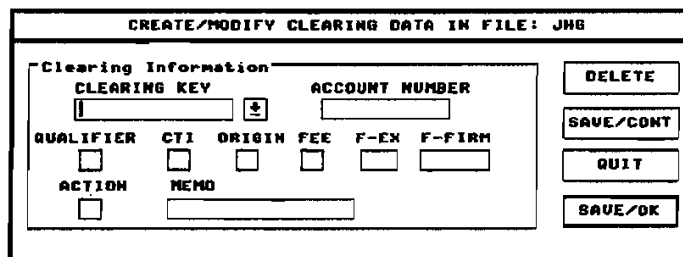 CREATE/MODIFY CLEARING DATA IN FILE: JHG
Clearing Information
CLEARING KEY ACCOUNT NUMBER
QUALIFIER CTI ORIGIN FEE F-EX F-FIRM
ACTION MEMO
DELETE
SAVE/CONT
QUIT
SAVE/OK